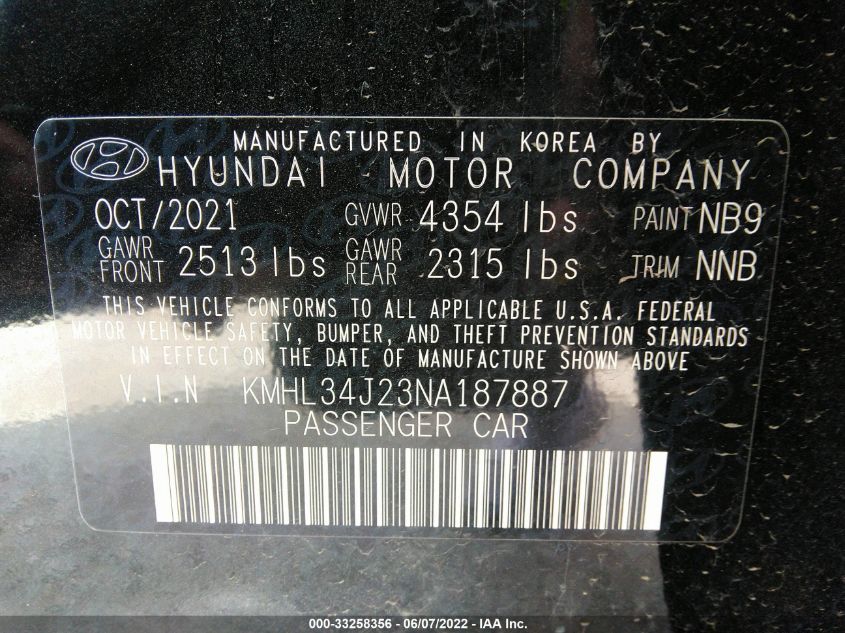 MANUFACTURED IN KOREA BY
HYUNDAI MOTOR COMPANY
OCT/2021 GVWR 4354 lbs PAINT NB9
GAWR FRONT 2513 lbs GAWR REAR 2315 lbs TRIM NNB
THIS VEHICLE CONFORMS TO ALL APPLICABLE U.S.A. FEDERAL
MOTOR VEHICLE SAFETY, BUMPER, AND THEFT PREVENTION STANDARDS
IN EFFECT ON THE DATE OF MANUFACTURE SHOWN ABOVE
V.I.N KMHL34J23NA187887
PASSENGER CAR
000-33258356 - 06/07/2022 - IAA Inc.